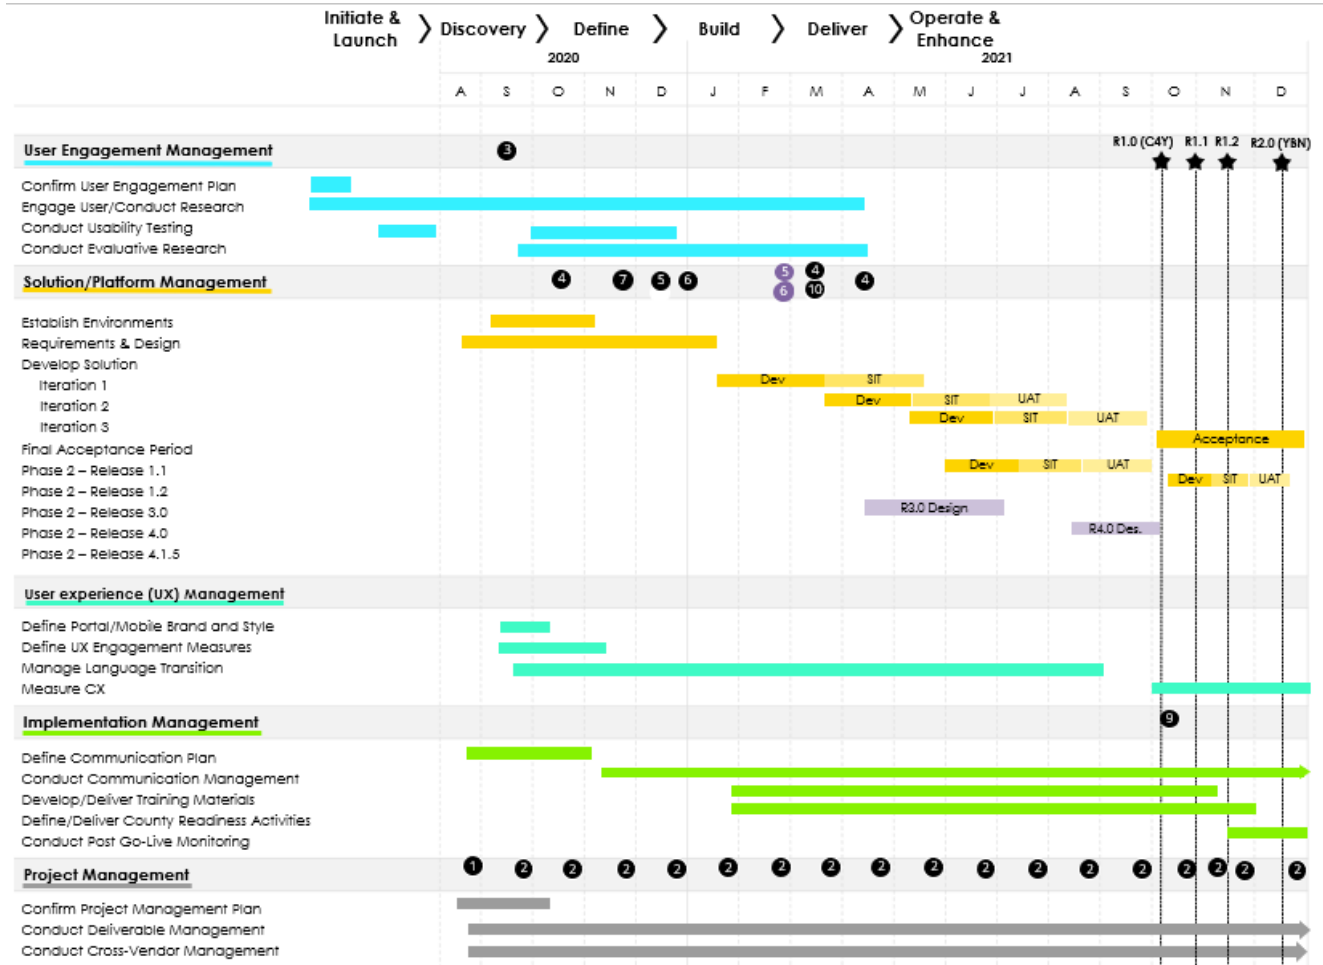 Initiate &
Launch
Discovery
Define
Build
Deliver
Operate &
Enhance
2020
2021
A S O N D J F M A M J J A S O N D
R1.0 (C4Y) R1.1 R1.2 R2.0 (YBN)
User Engagement Management
3
Confirm User Engagement Plan
Engage User/Conduct Research
Conduct Usability Testing
Conduct Evaluative Research
Solution/Platform Management
4 7 5 6 5 4 4
6 10
Establish Environments
Requirements & Design
Develop Solution
Iteration 1
Dev SIT
Iteration 2
Dev SIT UAT
Iteration 3
Dev SIT UAT
Acceptance
Final Acceptance Period
Phase 2 – Release 1.1
Dev SIT UAT
Dev SIT UAT
Phase 2 – Release 1.2
Phase 2 – Release 3.0
R3.0 Design
Phase 2 – Release 4.0
R4.0 Des.
Phase 2 – Release 4.1.5
User experience (UX) Management
Define Portal/Mobile Brand and Style
Define UX Engagement Measures
Manage Language Transition
Measure CX
Implementation Management
9
Define Communication Plan
Conduct Communication Management
Develop/Deliver Training Materials
Define/Deliver County Readiness Activities
Conduct Post Go-Live Monitoring
Project Management
1 2 2 2 2 2 2 2 2 2 2 2 2 2 2 2 2 2
Confirm Project Management Plan
Conduct Deliverable Management
Conduct Cross-Vendor Management